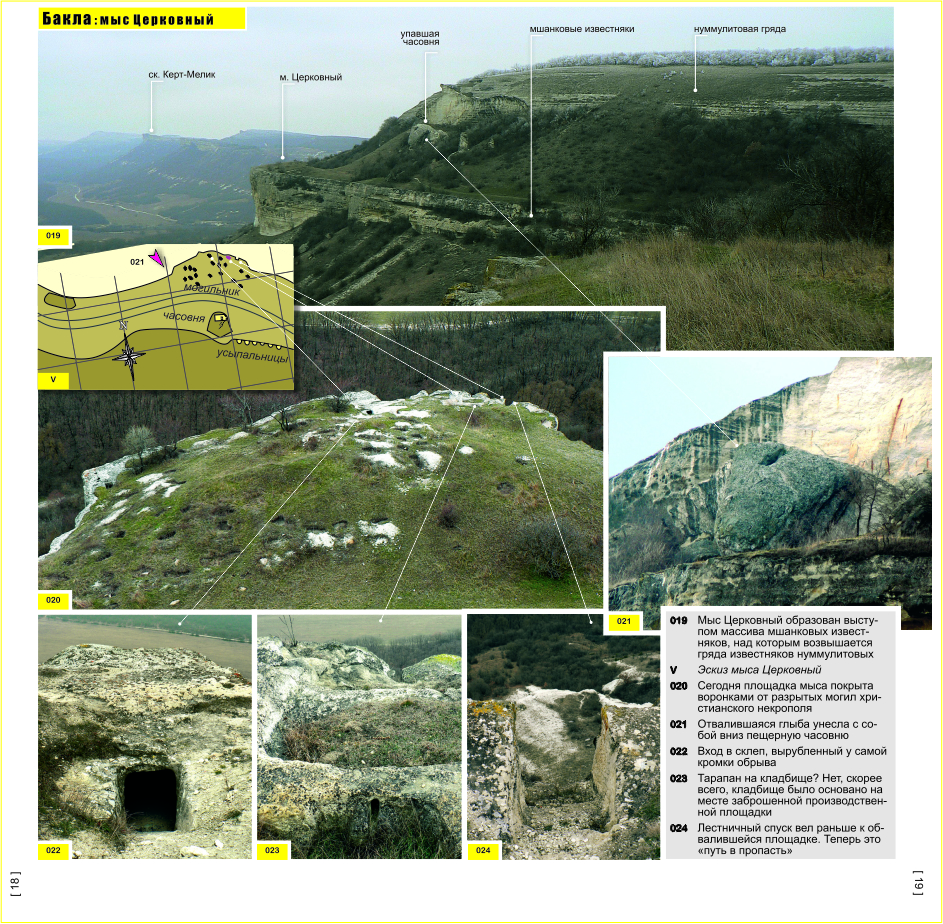 Бакла: мыс Церковный
упавшая
часовня
мшанковые известняки
нуммулитовая гряда
ск. Керт-Мелик
м. Церковный
019
021
могильник
часовня
N
усыпальницы
V
020
021
022
023
024
019 Мыс Церковный образован высту-
пом массива мшанковых извест-
няков, над которым возвышается
гряда известняков нуммулитовых
V Эскиз мыса Церковный
020 Сегодня площадка мыса покрыта
воронками от разрытых могил хри-
стианского некрополя
021 Отвалившаяся глыба унесла с со-
бой вниз пещерную часовню
022 Вход в склеп, вырубленный у самой
кромки обрыва
023 Тарапан на кладбище? Нет, скорее
всего, кладбище было основано на
месте заброшенной производствен-
ной площадки
024 Лестничный спуск вел раньше к об-
валившейся площадке. Теперь это
«путь в пропасть»
[ 18 ]
[ 19 ]